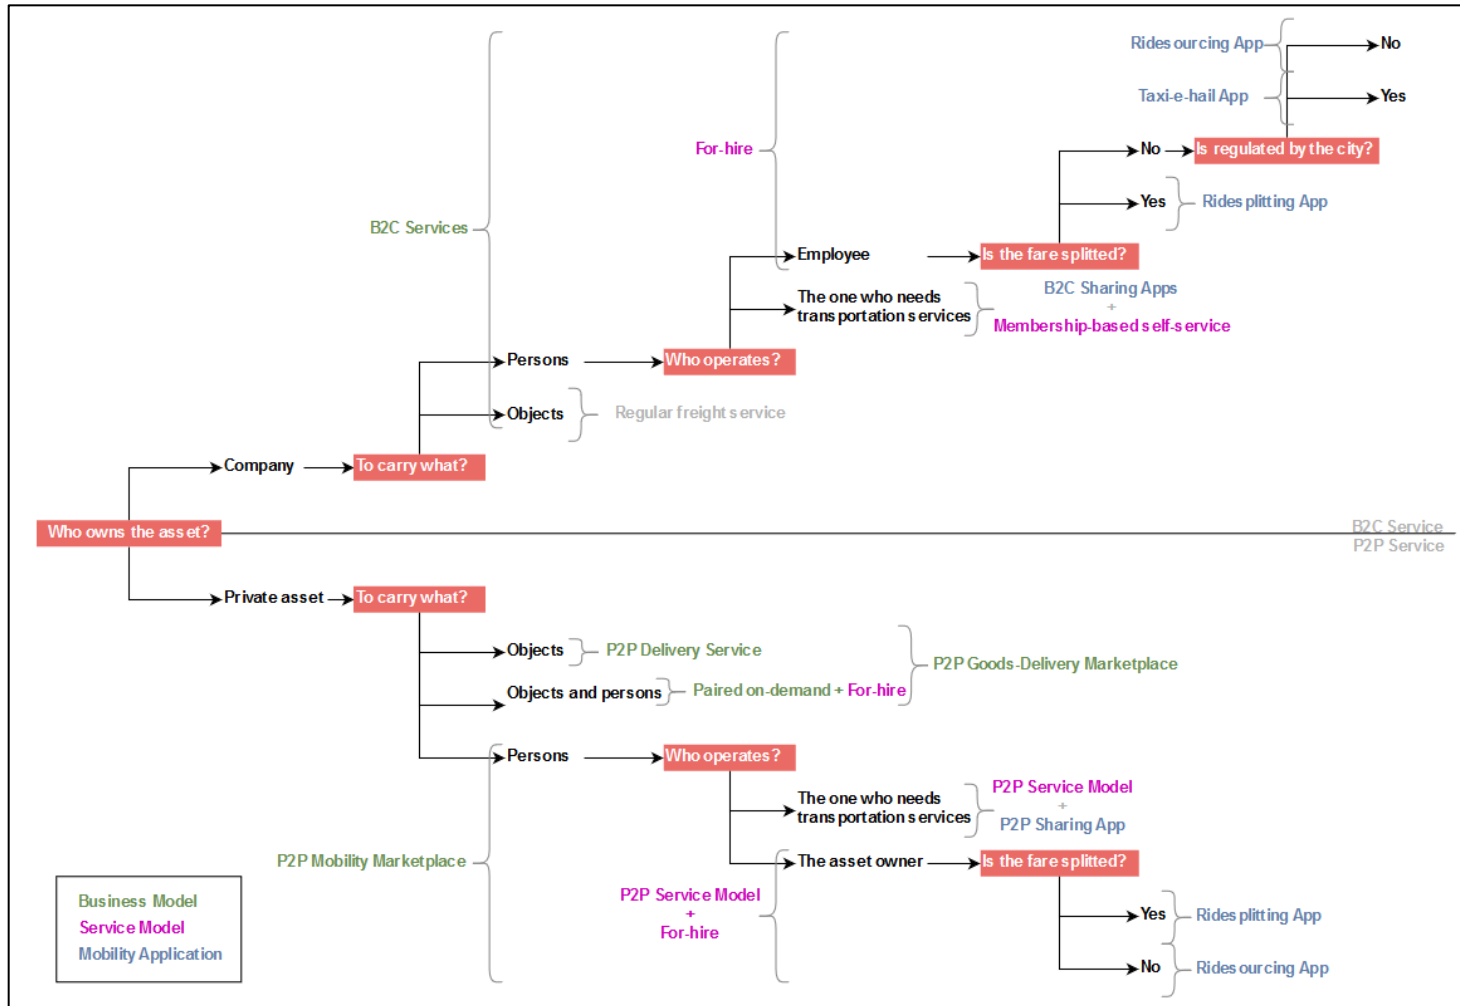 Ridesourcing App
No
Taxi-e-hail App
Yes
For-hire
No
Is regulated by the city?
Yes
Ridesplitting App
B2C Services
Employee
Is the fare splitted?
The one who needs
transportation services
B2C Sharing Apps
+
Membership-based self-service
Persons
Who operates?
Objects
Regular freight service
Company
To carry what?
Who owns the asset?
B2C Service
P2P Service
Private asset
To carry what?
Objects
P2P Delivery Service
P2P Goods-Delivery Marketplace
Objects and persons
Paired on-demand + For-hire
Persons
Who operates?
The one who needs
transportation services
P2P Service Model
+
P2P Sharing App
P2P Mobility Marketplace
The asset owner
Is the fare splitted?
P2P Service Model
+
For-hire
Yes
Ridesplitting App
No
Ridesourcing App
Business Model
Service Model
Mobility Application